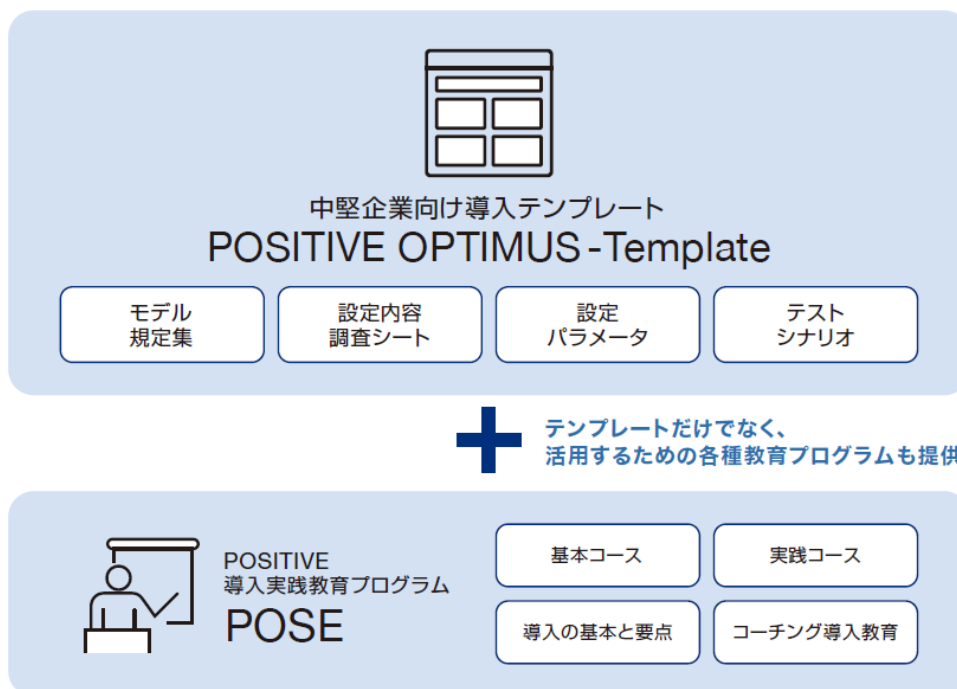 中堅企業向け導入テンプレート
POSITIVE OPTIMUS-Template
モデル
規定集
設定内容
調査シート
設定
パラメータ
テスト
シナリオ
テンプレートだけでなく、
活用するための各種教育プログラムも提供
POSITIVE
導入実践教育プログラム
POSE
基本コース
実践コース
導入の基本と要点
コーチング導入教育